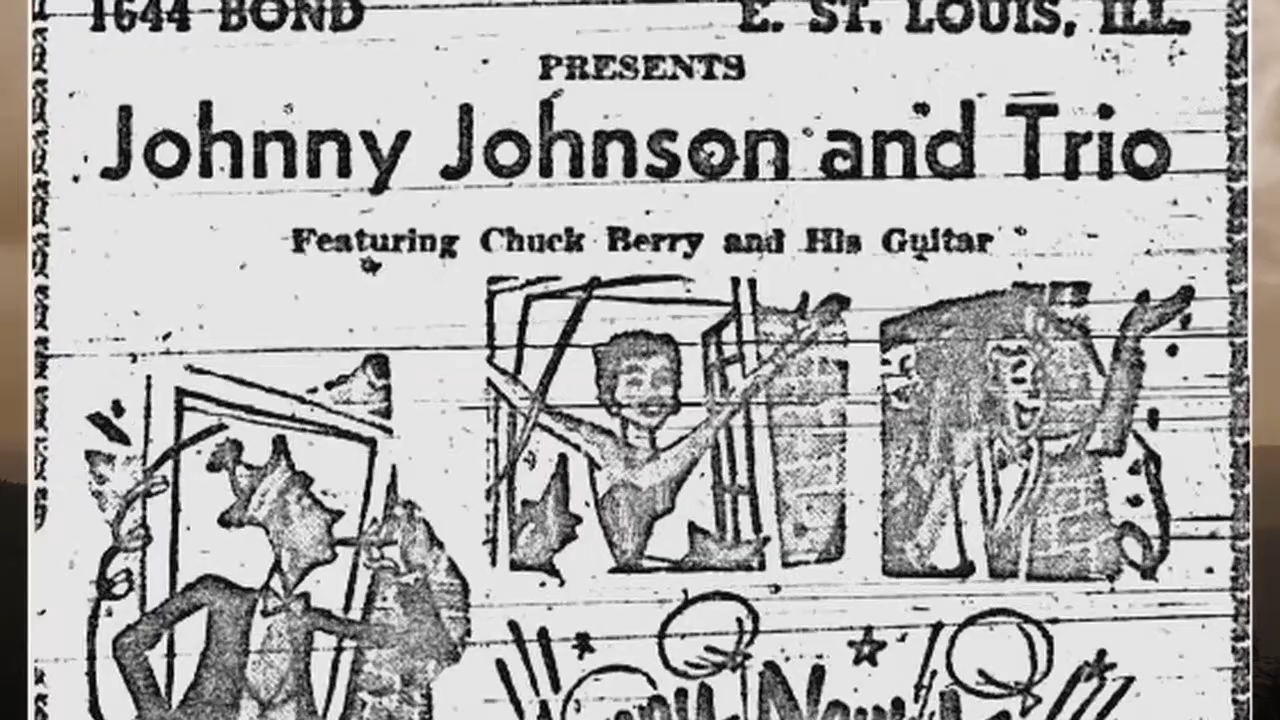 1644 BOND E. ST. LOUIS, ILL.
PRESENTS
Johnny Johnson and Trio
Featuring Chuck Berry and His Guitar